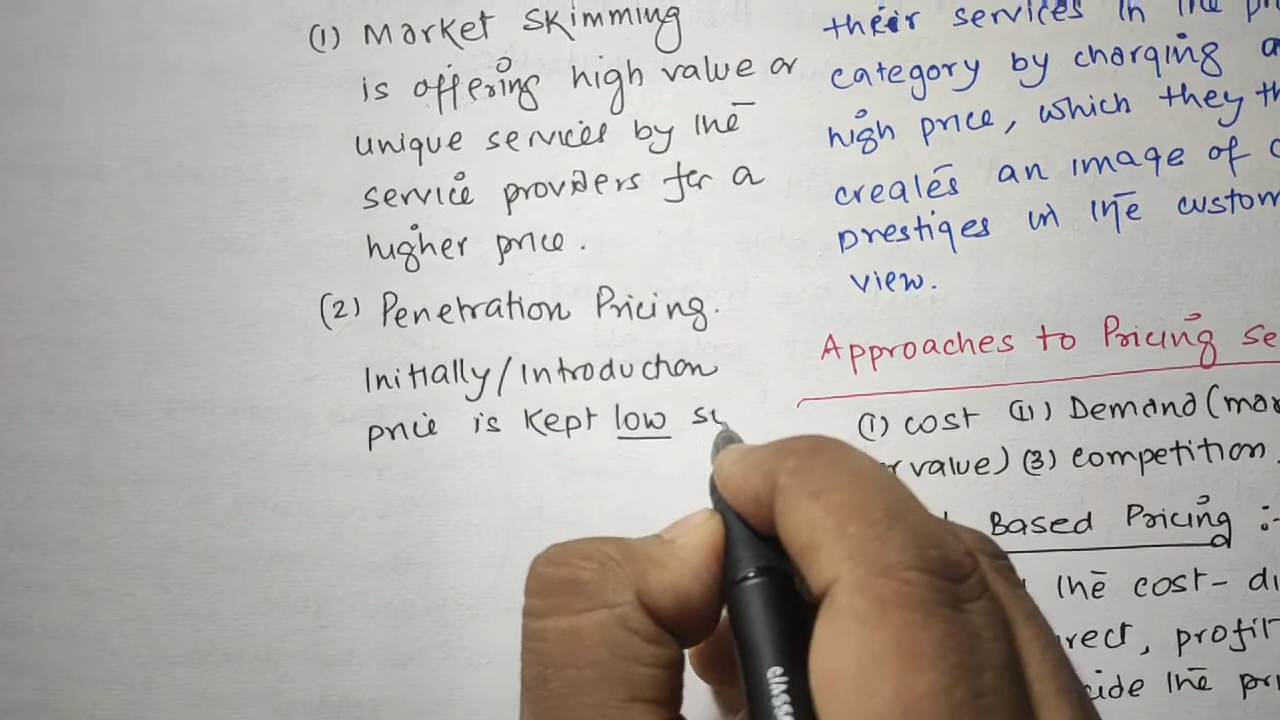 (1) Market Skimming
is offering high value or
unique services by the
service providers for a
higher price.
(2) Penetration Pricing.
Initially/Introduction
price is kept low
their services in the
category by charging a
high price, which they
creates an image of
prestiges in the
view.
Approaches to Pricing
(1) cost (2) Demand
value) (3) competition.
Based Pricing :-
the cost-
profit
the